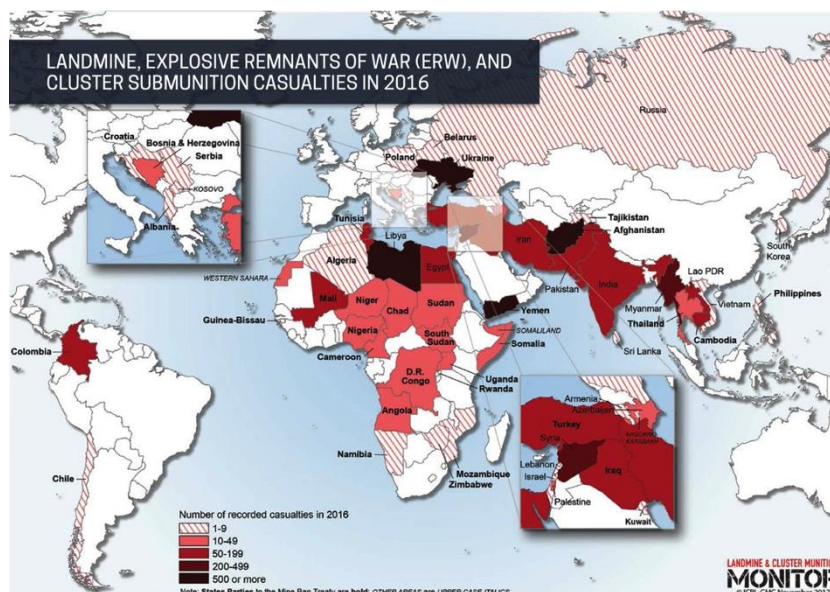 LANDMINE, EXPLOSIVE REMNANTS OF WAR (ERW), AND
CLUSTER SUBMUNITION CASUALTIES IN 2016
Russia
Croatia
Bosnia & Herzegovina
Serbia
KOSOVO
Albania
Belarus
Poland
Ukraine
Tunisia
Libya
Algeria
Egypt
WESTERN SAHARA
Mali
Niger
Chad
Sudan
Guinea-Bissau
Nigeria
South
Sudan
Cameroon
D.R.
Congo
Angola
Uganda
Rwanda
Namibia
Mozambique
Zimbabwe
Yemen
SOMALILAND
Somalia
Iran
Tajikistan
Afghanistan
Pakistan
India
South
Korea
Lao PDR
Myanmar
Vietnam
Philippines
Thailand
Cambodia
Sri Lanka
Colombia
Chile
Armenia
Azerbaijan
Turkey
Syria
Lebanon
Israel
Iraq
Palestine
Kuwait
Number of recorded casualties in 2016
1-9
10-49
50-199
200-499
500 or more
LANDMINE & CLUSTER
MONITOR